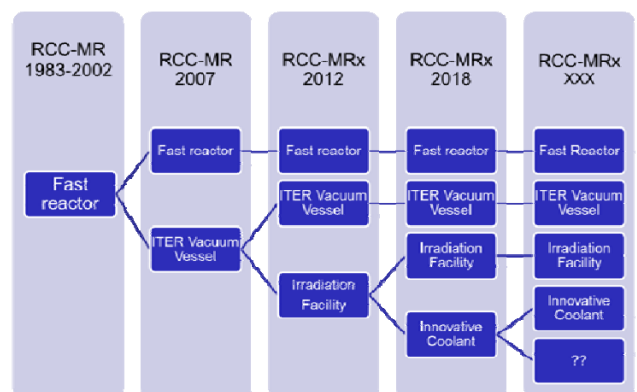 RCC-MR
1983-2002
Fast
reactor
RCC-MR
2007
Fast reactor
ITER Vacuum
Vessel
RCC-MRx
2012
Fast reactor
ITER Vacuum
Vessel
Irradiation
Facility
RCC-MRx
2018
Fast reactor
ITER Vacuum
Vessel
Irradiation
Facility
Innovative
Coolant
RCC-MRx
XXX
Fast Reactor
ITER Vacuum
Vessel
Irradiation
Facility
Innovative
Coolant
??